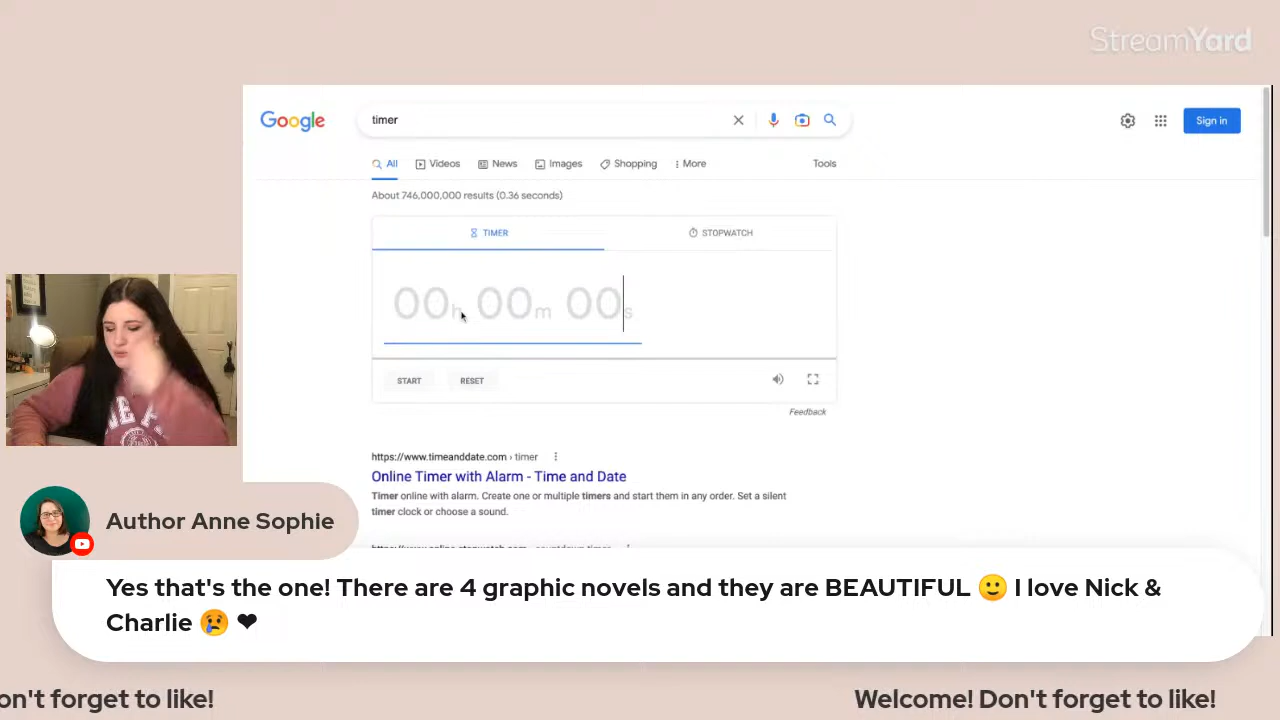 StreamYard
Google
timer
Sign in
All Videos News Images Shopping More Tools
About 746,000,000 results (0.36 seconds)
TIMER STOPWATCH
00h 00m 00s
START RESET
Feedback
https://www.timeanddate.com › timer
Online Timer with Alarm - Time and Date
Timer online with alarm. Create one or multiple timers and start them in any order. Set a silent
timer clock or choose a sound.
Author Anne Sophie
Yes that's the one! There are 4 graphic novels and they are BEAUTIFUL 🙂 I love Nick &
Charlie 😢 ❤
on't forget to like! Welcome! Don't forget to like!